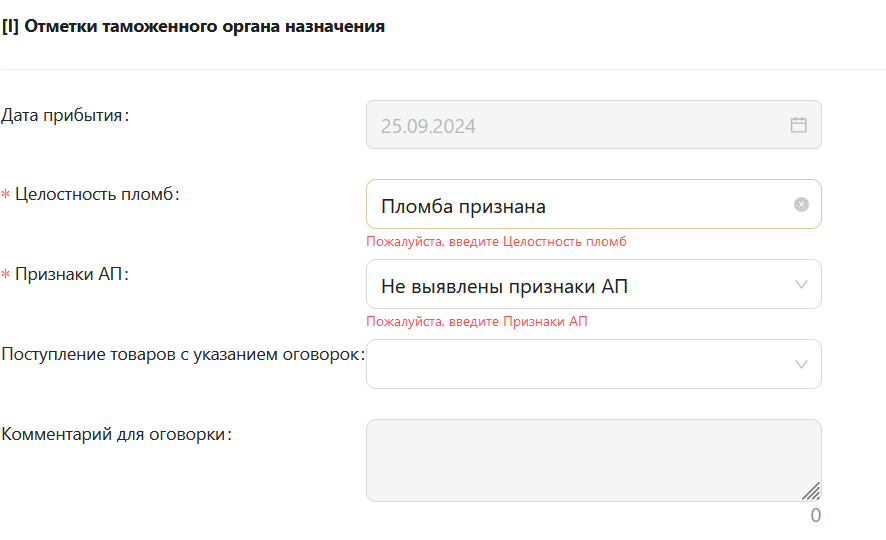 [I] Отметки таможенного органа назначения
Дата прибытия:
25.09.2024
* Целостность пломб:
Пломба признана
Пожалуйста, введите Целостность пломб
* Признаки АП:
Не выявлены признаки АП
Пожалуйста, введите Признаки АП
Поступление товаров с указанием оговорок:
Комментарий для оговорки:
0